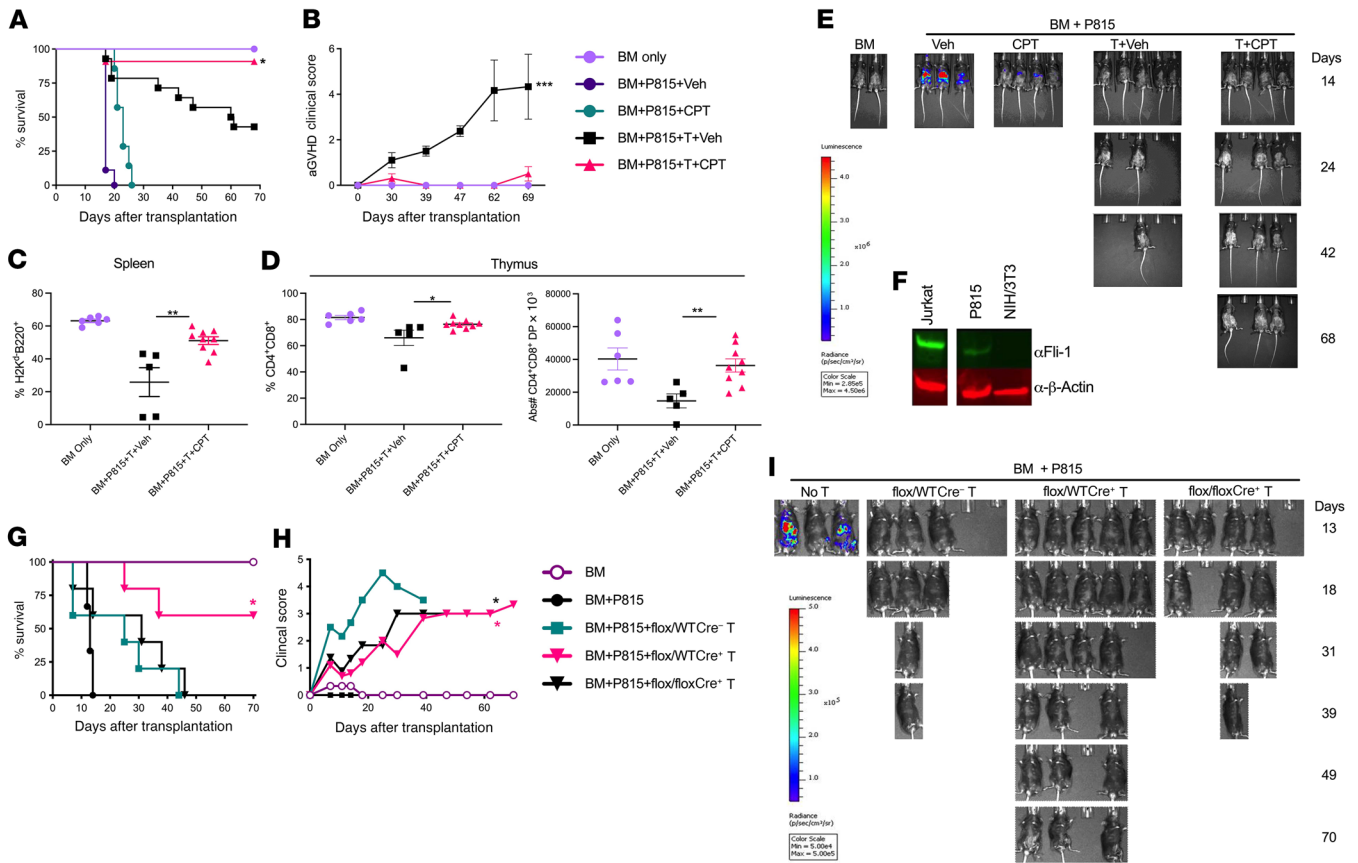 A
% survival
100
75
50
25
0
0
20
30
40
50
60
70
Days after transplantation
*
B
aGVHD clinical score
6
4
2
0
0
30
39
47
62
69
Days after transplantation
***
BM only
BM+P815+Veh
BM+P815+CPT
BM+P815+T+Veh
BM+P815+T+CPT
C
Spleen
% H2KᵈᵇB220⁺
80
60
40
20
0
**
BM Only
BM+P815+T+Veh
BM+P815+T+CPT
D
Thymus
% CD4⁺CD8⁺
100
80
60
40
20
0
*
BM Only
BM+P815+T+Veh
BM+P815+T+CPT
Abs# CD4⁺CD8⁺ DP × 10³
80000
60000
40000
20000
0
**
BM Only
BM+P815+T+Veh
BM+P815+T+CPT
E
BM + P815
BM
Veh
CPT
T+Veh
T+CPT
Days
14
24
42
68
Luminescence
4.0
3.0
×10⁶
2.0
1.0
Radiance
(p/sec/cm²/sr)
Color Scale
Min = 2.85e5
Max = 4.50e6
F
Jurkat
P815
NIH/3T3
αFli-1
α-β-Actin
G
% survival
100
75
50
25
0
0
10
20
30
40
50
60
70
Days after transplantation
*
H
Clinical score
5
4
3
2
1
0
0
20
40
60
Days after transplantation
*
*
BM
BM+P815
BM+P815+flox/WTCre⁻ T
BM+P815+flox/WTCre⁺ T
BM+P815+flox/floxCre⁺ T
I
BM + P815
No T
flox/WTCre⁻ T
flox/WTCre⁺ T
flox/floxCre⁺ T
Days
13
18
31
39
49
70
Luminescence
5.0
4.0
3.0
×10⁵
2.0
1.0
Radiance
(p/sec/cm²/sr)
Color Scale
Min = 5.00e4
Max = 5.00e5